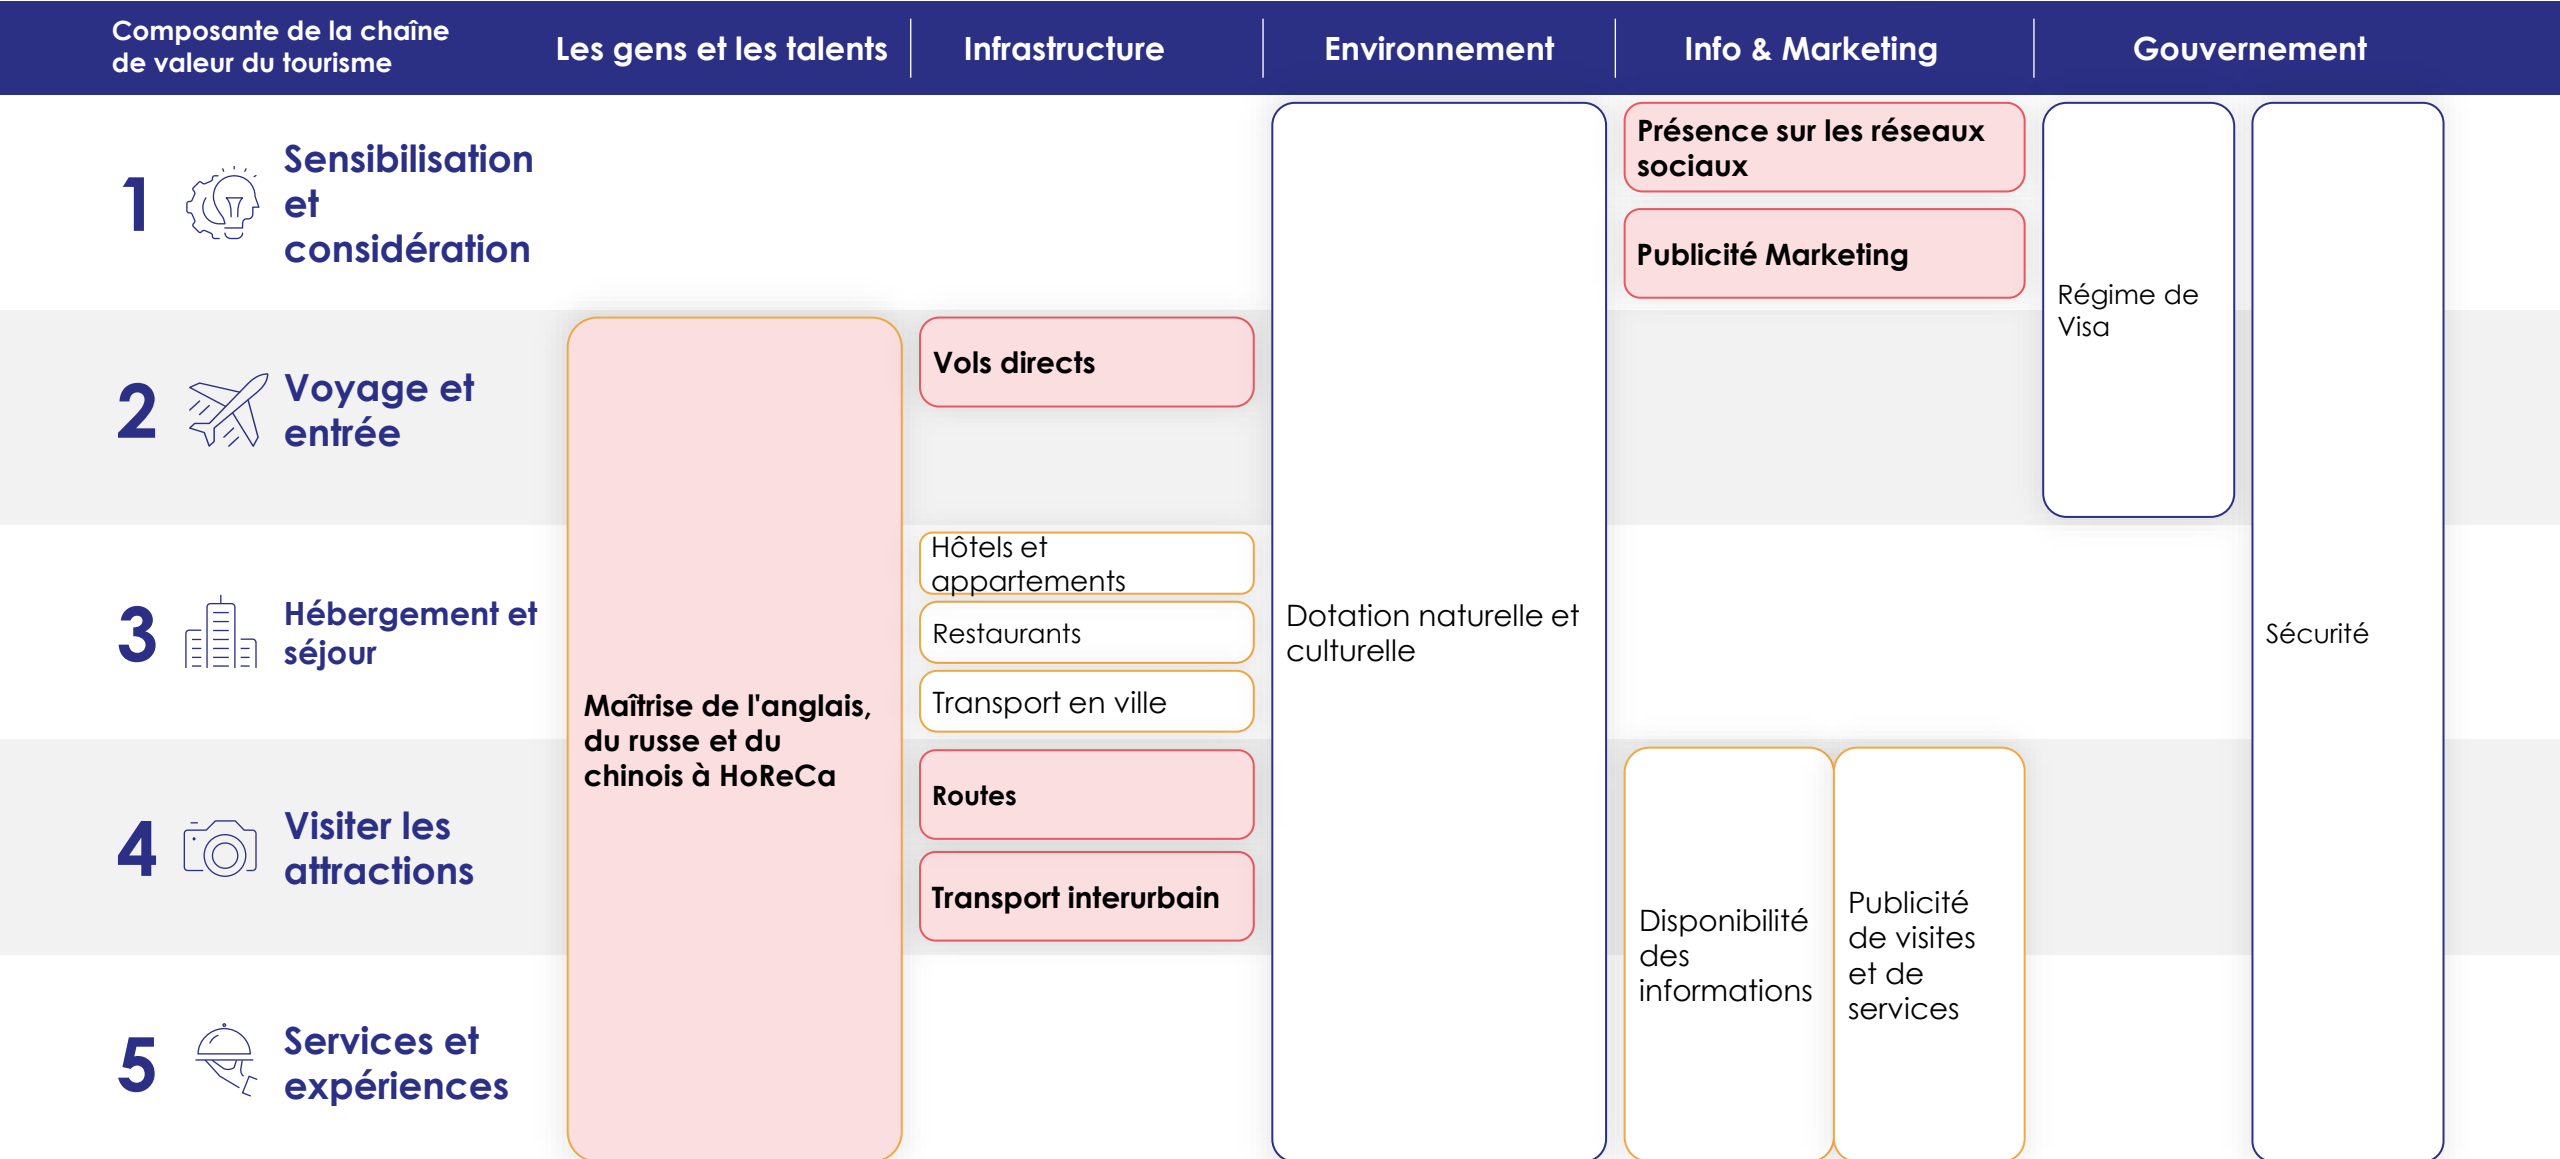 Composante de la chaîne
de valeur du tourisme
Les gens et les talents
Infrastructure
Environnement
Info & Marketing
Gouvernement
1
Sensibilisation
et
considération
2
Voyage et
entrée
3
Hébergement et
séjour
4
Visiter les
attractions
5
Services et
expériences
Maîtrise de l'anglais,
du russe et du
chinois à HoReCa
Vols directs
Hôtels et
appartements
Restaurants
Transport en ville
Routes
Transport interurbain
Dotation naturelle et
culturelle
Présence sur les réseaux
sociaux
Publicité Marketing
Disponibilité
des
informations
Publicité
de visites
et de
services
Régime de
Visa
Sécurité